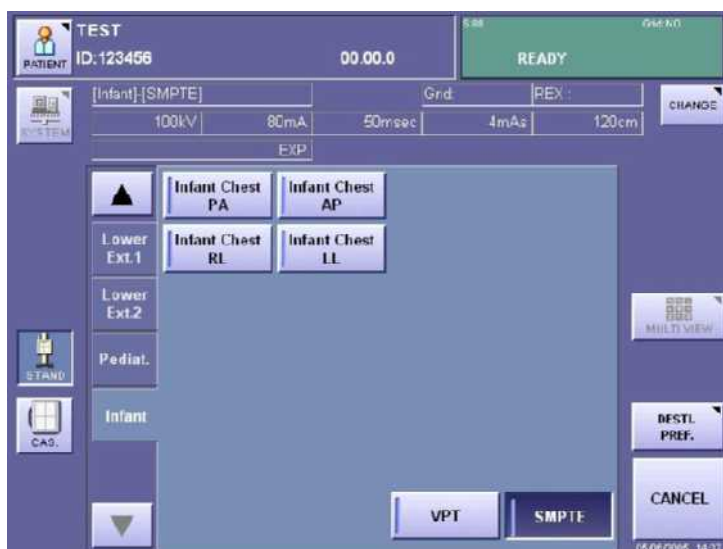 PATIENT
TEST
ID:123456
00.00.0
READY
SYSTEM
[Infant]-[SMPTE]
Grid:
REX :
100kV
80mA
50msec
4mAs
120cm
EXP
CHANGE
▲
Infant Chest
PA
Infant Chest
AP
Lower
Ext.1
Infant Chest
RL
Infant Chest
LL
Lower
Ext.2
MULTI VIEW
Pediat.
STAND
Infant
CAS.
DESTI.
PREF.
VPT
SMPTE
CANCEL
▼